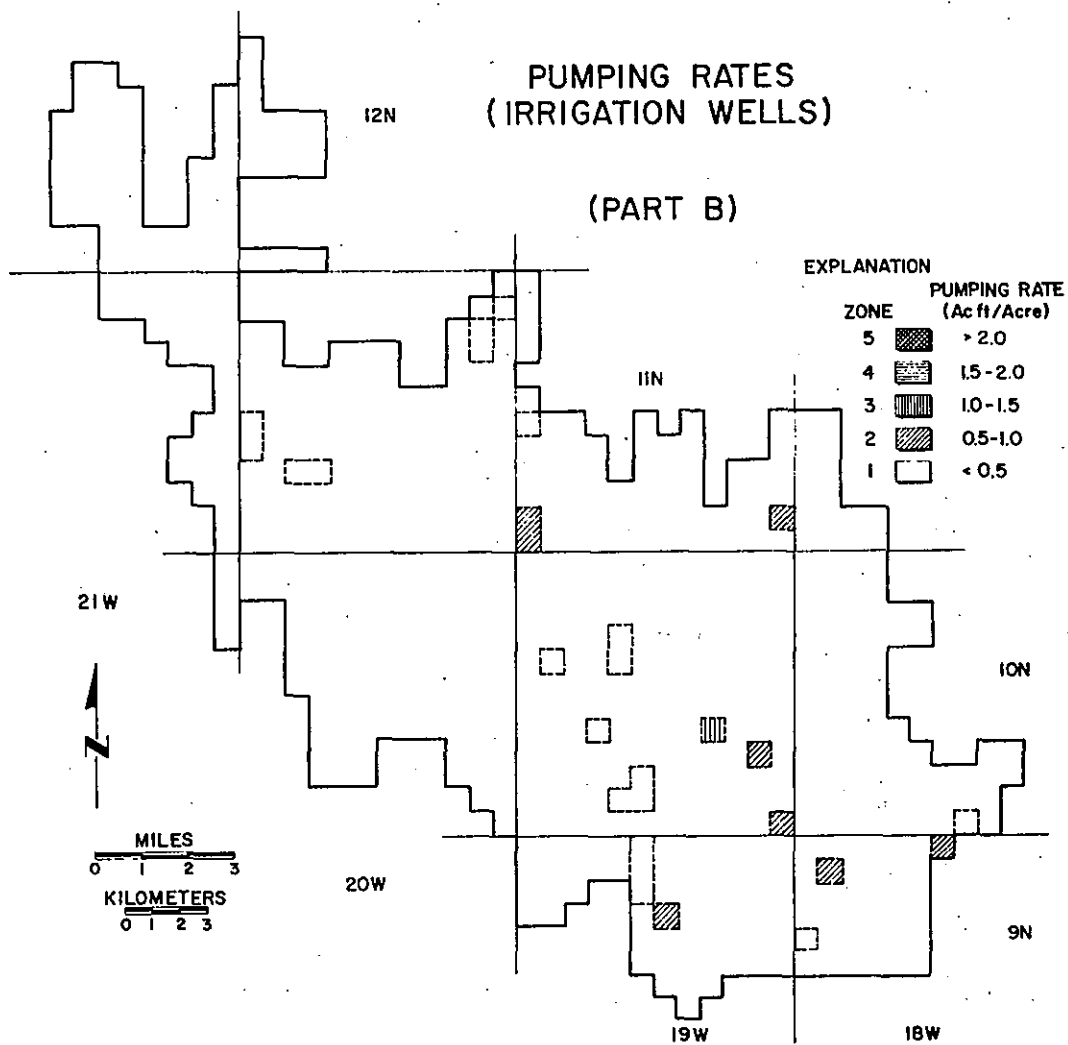 PUMPING RATES
(IRRIGATION WELLS)
12N
(PART B)
EXPLANATION
ZONE PUMPING RATE
(Ac ft/Acre)
5 > 2.0
4 1.5-2.0
3 1.0-1.5
2 0.5-1.0
1 < 0.5
11N
21W
10N
N
MILES
0 1 2 3
KILOMETERS
0 1 2 3
20W
9N
19W
18W